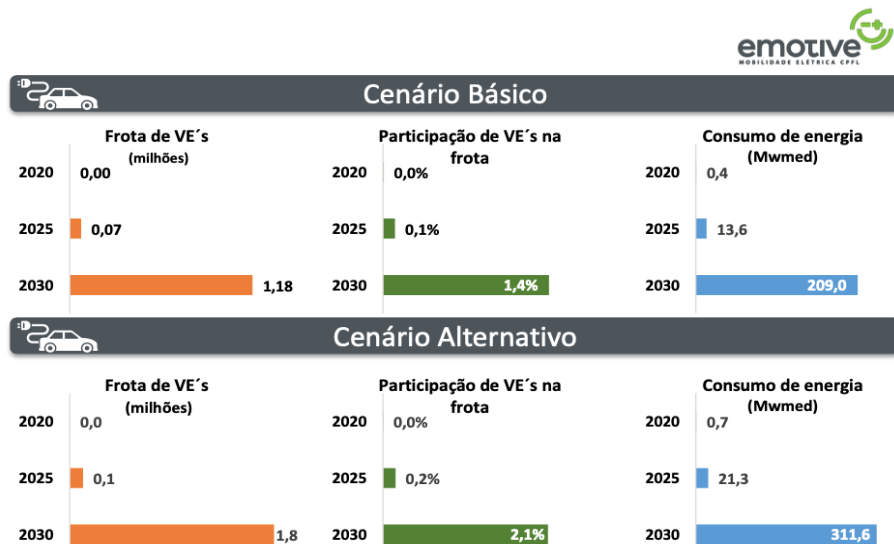 emotive
MOBILIDADE ELÉTRICA CPFL
Cenário Básico
Frota de VE´s
(milhões)
2020 0,00
2025 0,07
2030 1,18
Participação de VE´s na
frota
2020 0,0%
2025 0,1%
2030 1,4%
Consumo de energia
(Mwmed)
2020 0,4
2025 13,6
2030 209,0
Cenário Alternativo
Frota de VE´s
(milhões)
2020 0,0
2025 0,1
2030 1,8
Participação de VE´s na
frota
2020 0,0%
2025 0,2%
2030 2,1%
Consumo de energia
(Mwmed)
2020 0,7
2025 21,3
2030 311,6